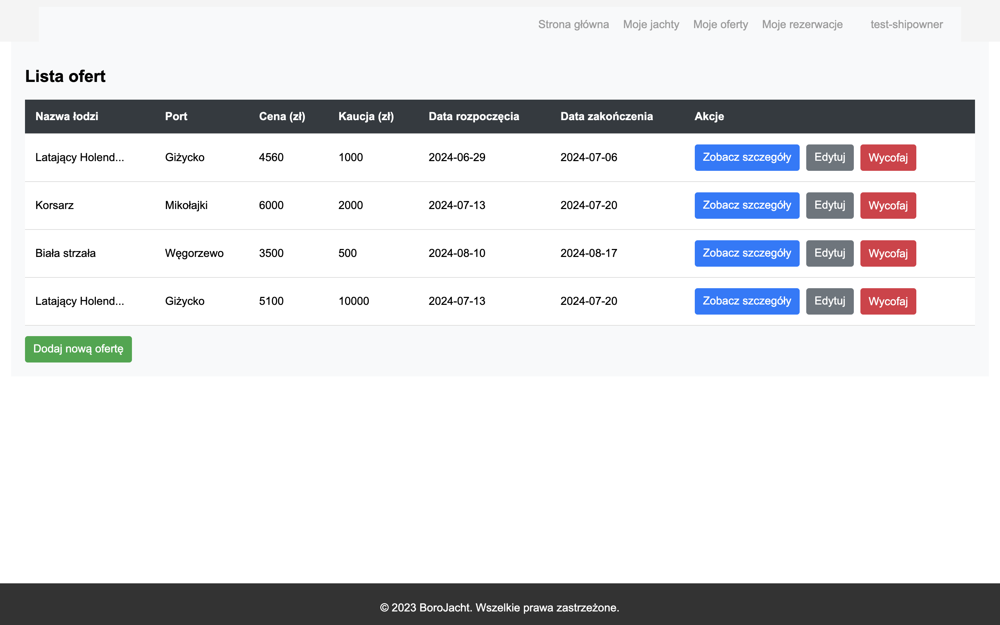 Strona główna Moje jachty Moje oferty Moje rezerwacje test-shipowner
Lista ofert
Nazwa łodzi Port Cena (zł) Kaucja (zł) Data rozpoczęcia Data zakończenia Akcje
Latający Holend... Giżycko 4560 1000 2024-06-29 2024-07-06 Zobacz szczegóły Edytuj Wycofaj
Korsarz Mikołajki 6000 2000 2024-07-13 2024-07-20 Zobacz szczegóły Edytuj Wycofaj
Biała strzała Węgorzewo 3500 500 2024-08-10 2024-08-17 Zobacz szczegóły Edytuj Wycofaj
Latający Holend... Giżycko 5100 10000 2024-07-13 2024-07-20 Zobacz szczegóły Edytuj Wycofaj
Dodaj nową ofertę
© 2023 BoroJacht. Wszelkie prawa zastrzeżone.